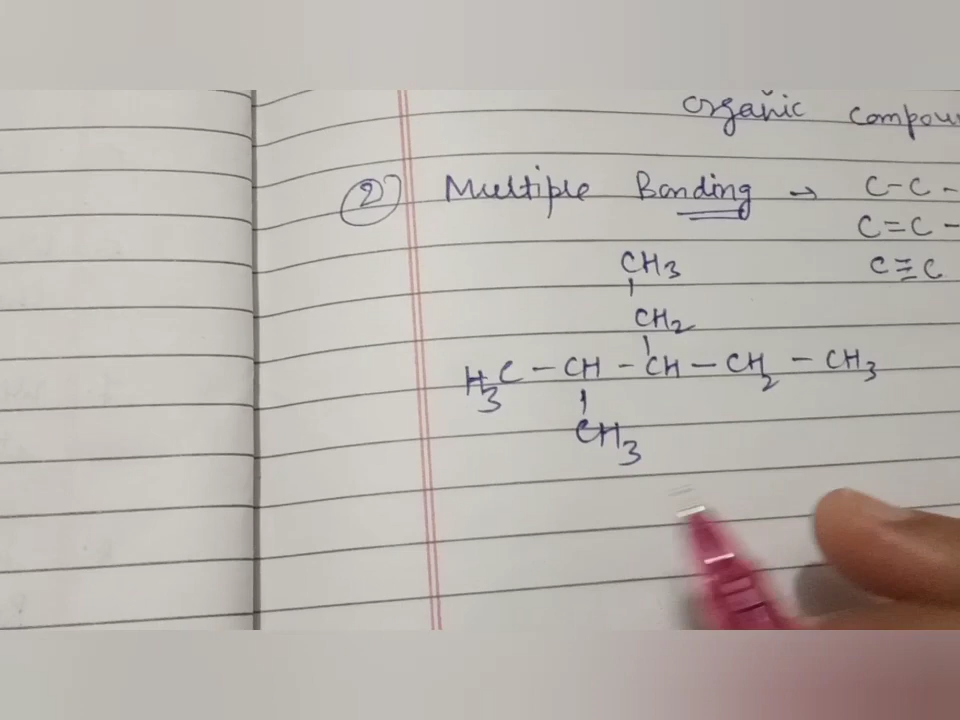 Organic compou
② Multiple Bonding → C-C -
C=C -
C≡C
CH3
CH2
H3C - CH - CH - CH2 - CH3
CH3